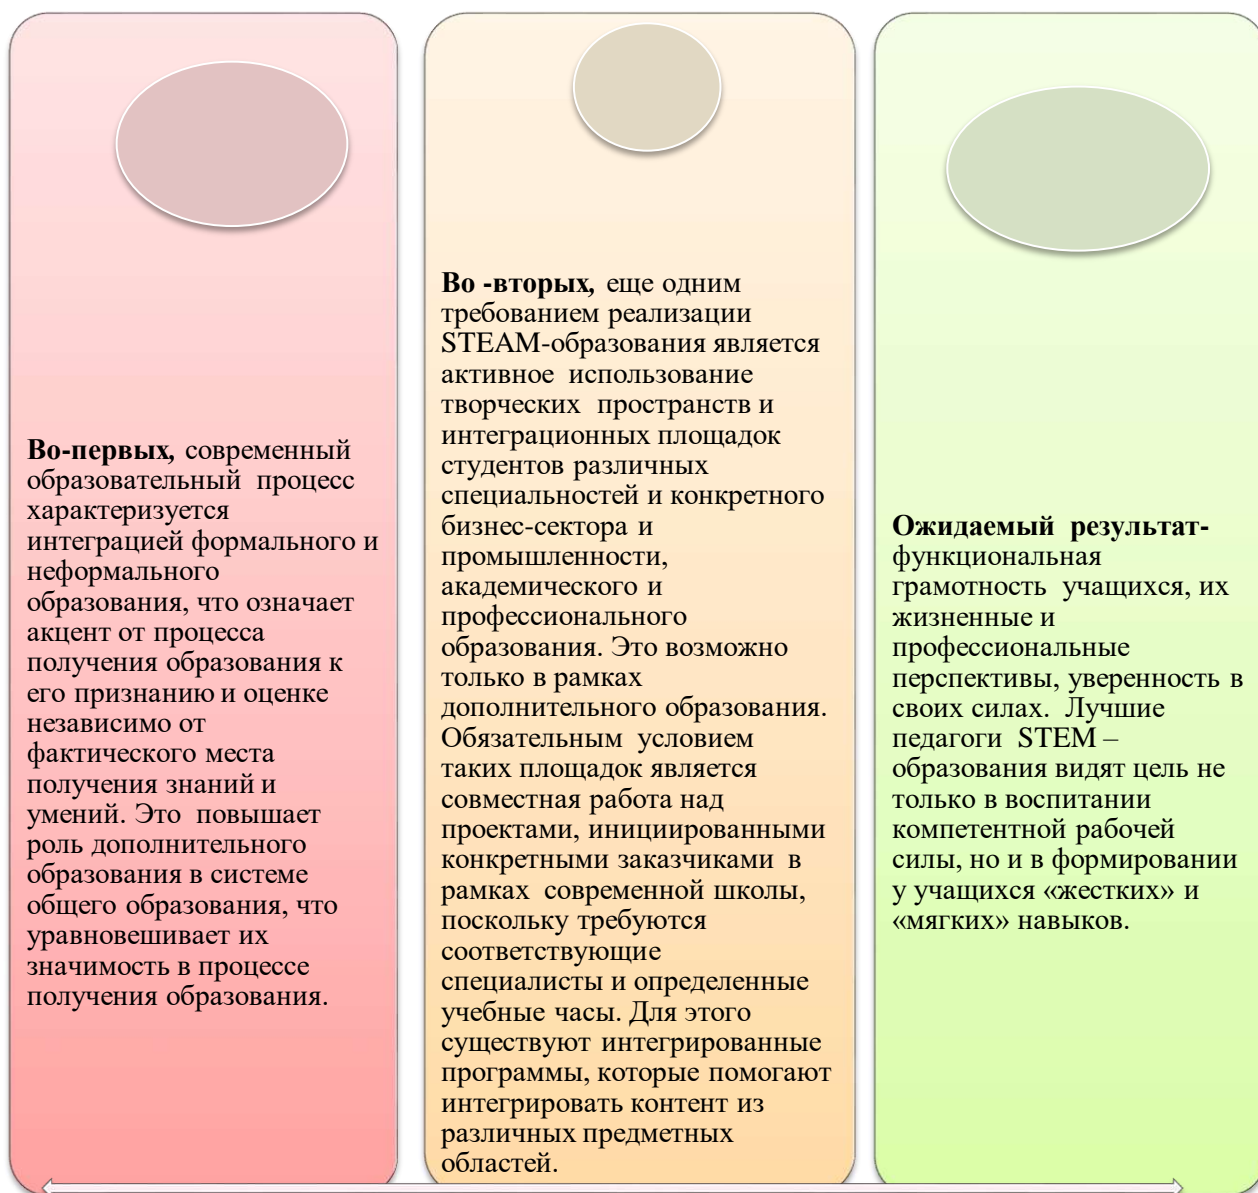 Во-первых, современный
образовательный процесс
характеризуется
интеграцией формального и
неформального
образования, что означает
акцент от процесса
получения образования к
его признанию и оценке
независимо от
фактического места
получения знаний и
умений. Это повышает
роль дополнительного
образования в системе
общего образования, что
уравновешивает их
значимость в процессе
получения образования.
Во -вторых, еще одним
требованием реализации
STEAM-образования является
активное использование
творческих пространств и
интеграционных площадок
студентов различных
специальностей и конкретного
бизнес-сектора и
промышленности,
академического и
профессионального
образования. Это возможно
только в рамках
дополнительного образования.
Обязательным условием
таких площадок является
совместная работа над
проектами, инициированными
конкретными заказчиками в
рамках современной школы,
поскольку требуются
соответствующие
специалисты и определенные
учебные часы. Для этого
существуют интегрированные
программы, которые помогают
интегрировать контент из
различных предметных
областей.
Ожидаемый результат-
функциональная
грамотность учащихся, их
жизненные и
профессиональные
перспективы, уверенность в
своих силах. Лучшие
педагоги STEM –
образования видят цель не
только в воспитании
компетентной рабочей
силы, но и в формировании
у учащихся «жестких» и
«мягких» навыков.